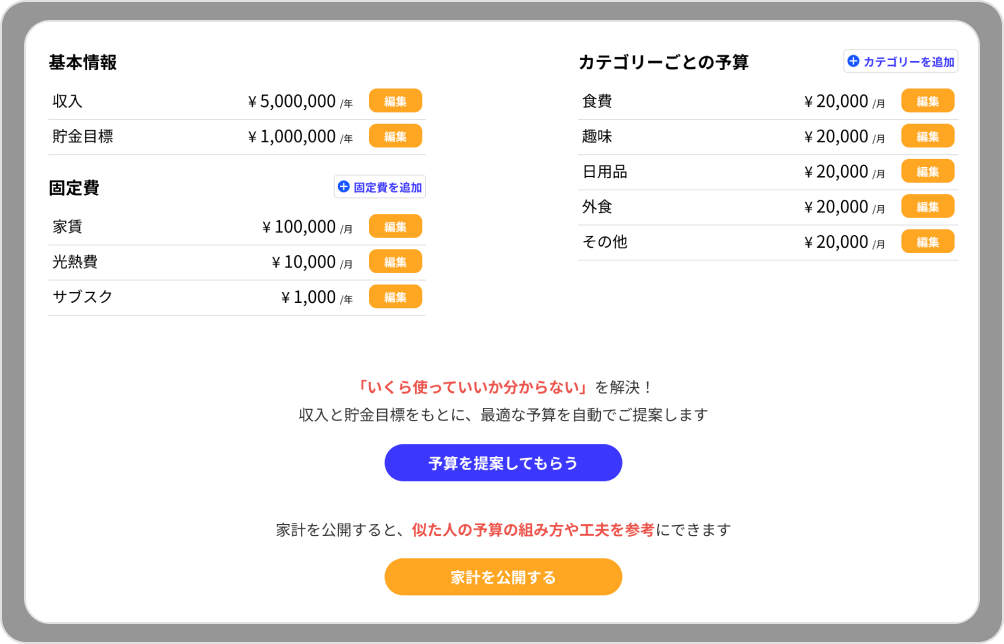 基本情報
収入 ¥ 5,000,000 /年 編集
貯金目標 ¥ 1,000,000 /年 編集
固定費 固定費を追加
家賃 ¥ 100,000 /月 編集
光熱費 ¥ 10,000 /月 編集
サブスク ¥ 1,000 /年 編集
カテゴリーごとの予算 カテゴリーを追加
食費 ¥ 20,000 /月 編集
趣味 ¥ 20,000 /月 編集
日用品 ¥ 20,000 /月 編集
外食 ¥ 20,000 /月 編集
その他 ¥ 20,000 /月 編集
「いくら使っていいか分からない」を解決！
収入と貯金目標をもとに、最適な予算を自動でご提案します
予算を提案してもらう
家計を公開すると、似た人の予算の組み方や工夫を参考にできます
家計を公開する